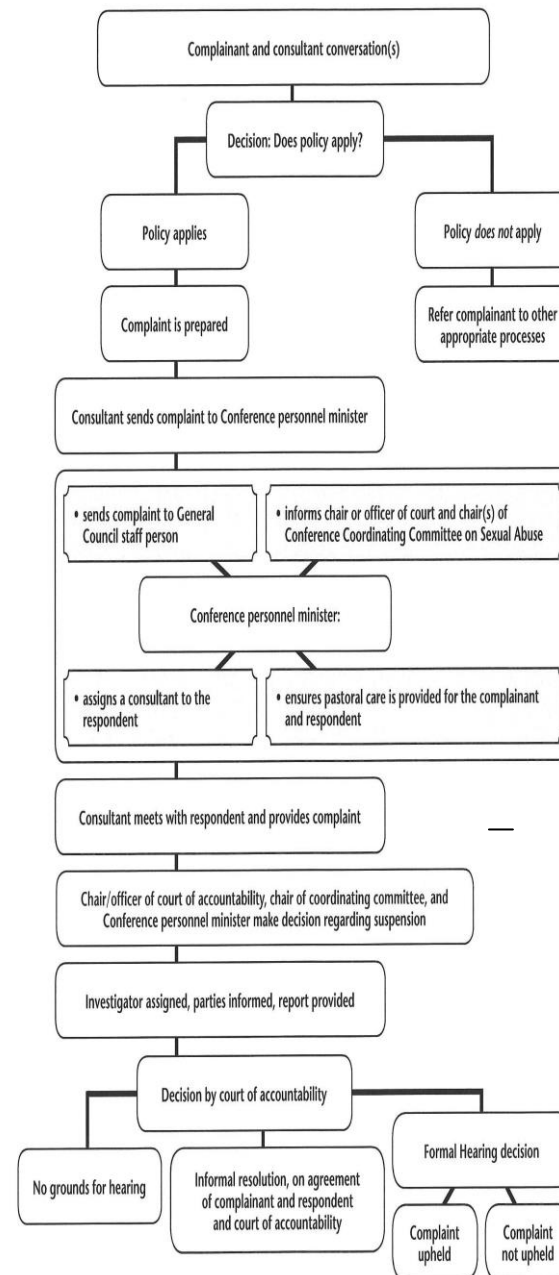 Complainant and consultant conversation(s)
Decision: Does policy apply?
Policy applies
Policy does not apply
Complaint is prepared
Refer complainant to other
appropriate processes
Consultant sends complaint to Conference personnel minister
• sends complaint to General
Council staff person
• informs chair or officer of court and chair(s) of
Conference Coordinating Committee on Sexual Abuse
Conference personnel minister:
• assigns a consultant to the
respondent
• ensures pastoral care is provided for the complainant
and respondent
Consultant meets with respondent and provides complaint
Chair/officer of court of accountability, chair of coordinating committee, and
Conference personnel minister make decision regarding suspension
Investigator assigned, parties informed, report provided
Decision by court of accountability
No grounds for hearing
Informal resolution, on agreement
of complainant and respondent
and court of accountability
Formal Hearing decision
Complaint
upheld
Complaint
not upheld